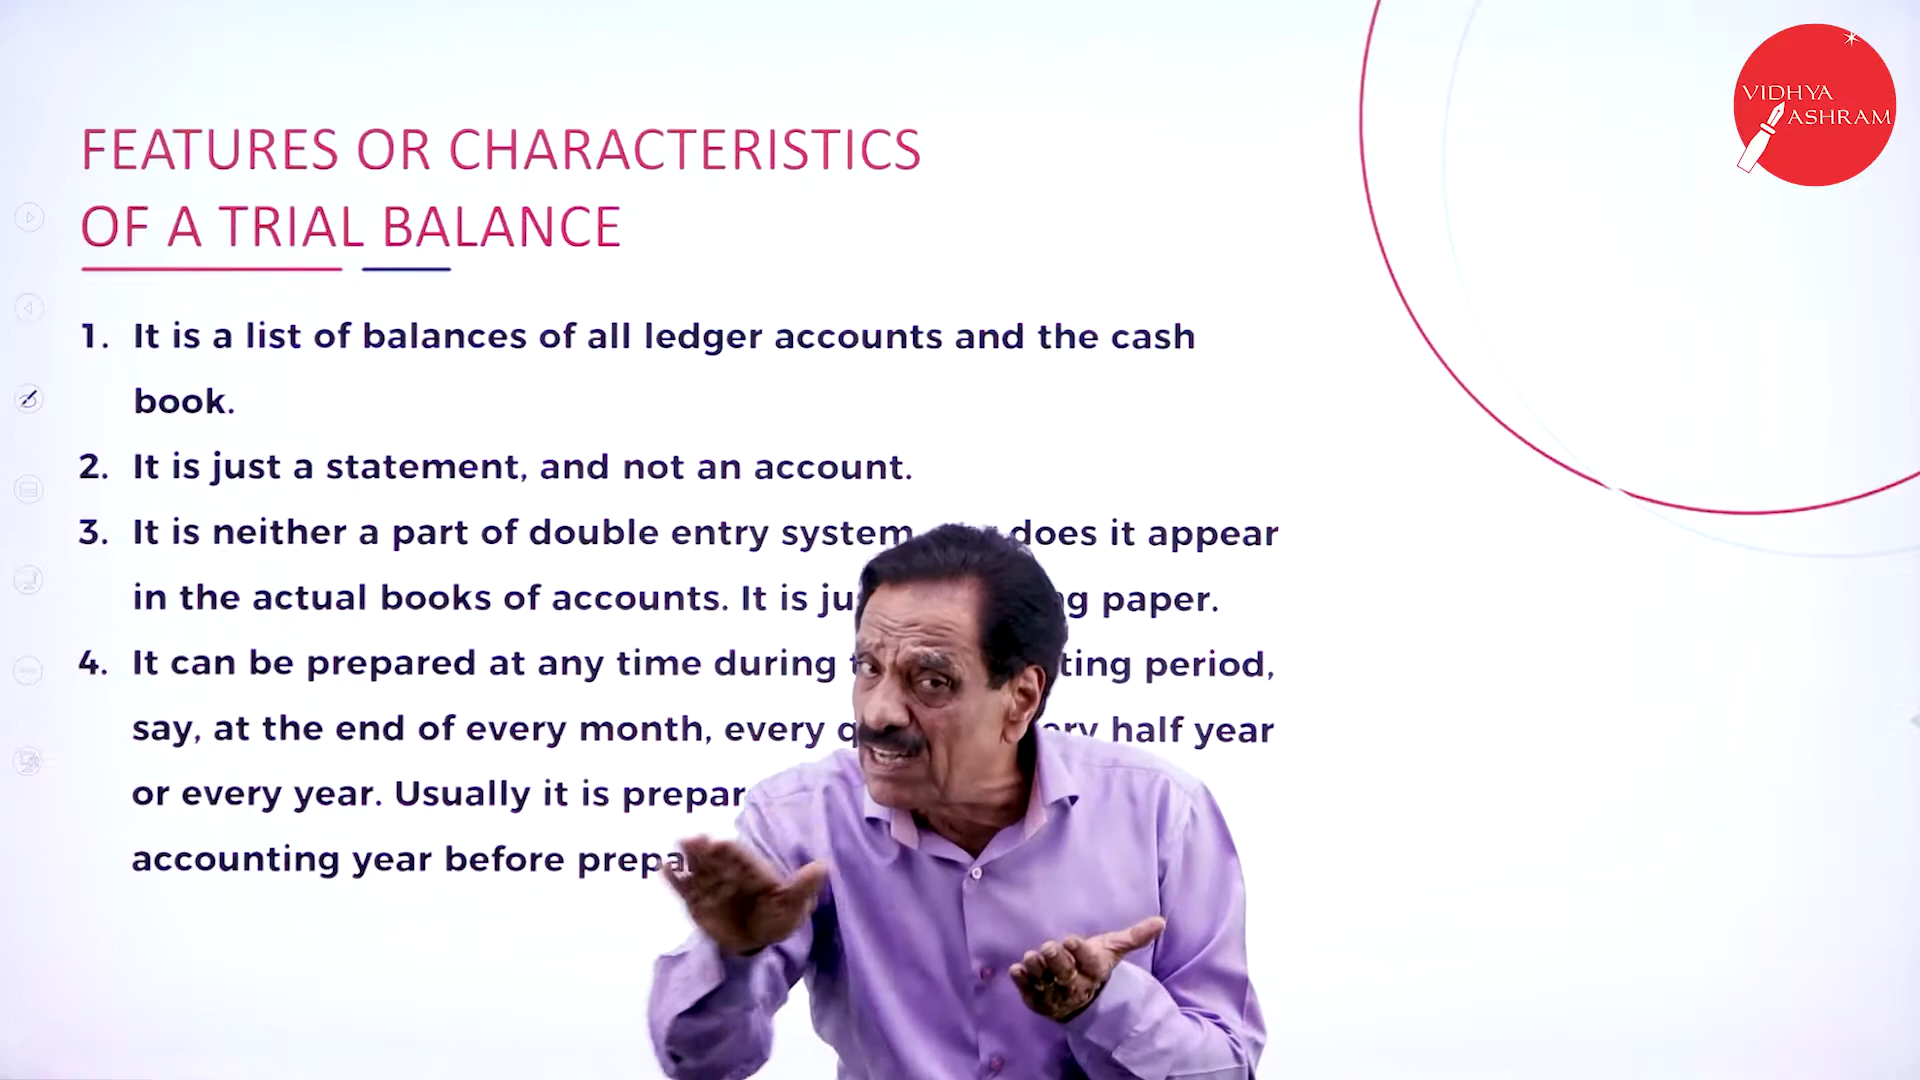 VIDHYA
ASHRAM
FEATURES OR CHARACTERISTICS
OF A TRIAL BALANCE
1. It is a list of balances of all ledger accounts and the cash
book.
2. It is just a statement, and not an account.
3. It is neither a part of double entry system does it appear
in the actual books of accounts. It is paper.
4. It can be prepared at any time during period,
say, at the end of every month, every half year
or every year. Usually it is
accounting year before